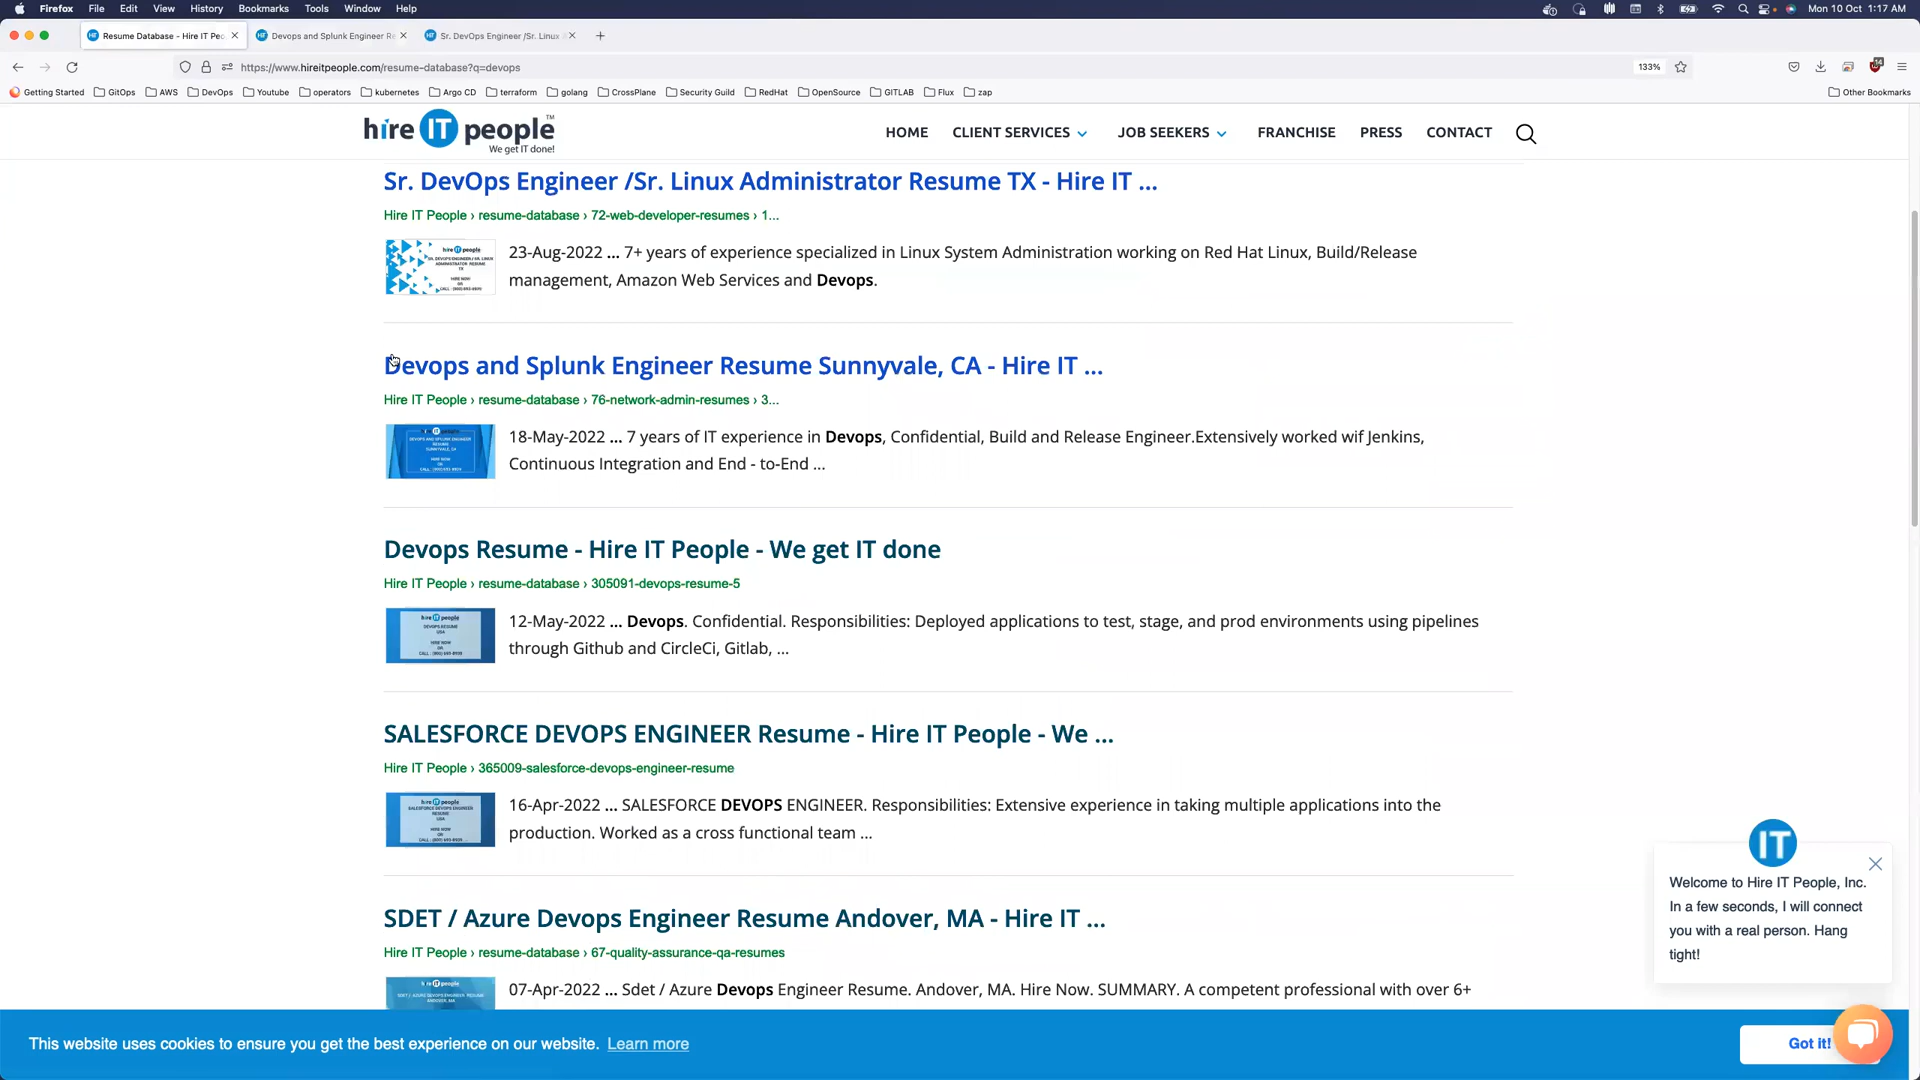 Firefox File Edit View History Bookmarks Tools Window Help Mon 10 Oct 1:17 AM
Resume Database - Hire IT Peo Devops and Splunk Engineer Re Sr. DevOps Engineer /Sr. Linux
https://www.hireitpeople.com/resume-database?q=devops 133%
Getting Started GitOps AWS DevOps Youtube operators kubernetes Argo CD terraform golang CrossPlane Security Guild RedHat OpenSource GITLAB Flux zap Other Bookmarks
hire IT people™
We get IT done!
HOME CLIENT SERVICES JOB SEEKERS FRANCHISE PRESS CONTACT
Sr. DevOps Engineer /Sr. Linux Administrator Resume TX - Hire IT ...
Hire IT People › resume-database › 72-web-developer-resumes › 1...
23-Aug-2022 ... 7+ years of experience specialized in Linux System Administration working on Red Hat Linux, Build/Release
management, Amazon Web Services and Devops.
Devops and Splunk Engineer Resume Sunnyvale, CA - Hire IT ...
Hire IT People › resume-database › 76-network-admin-resumes › 3...
18-May-2022 ... 7 years of IT experience in Devops, Confidential, Build and Release Engineer.Extensively worked wif Jenkins,
Continuous Integration and End - to-End ...
Devops Resume - Hire IT People - We get IT done
Hire IT People › resume-database › 305091-devops-resume-5
12-May-2022 ... Devops. Confidential. Responsibilities: Deployed applications to test, stage, and prod environments using pipelines
through Github and CircleCi, Gitlab, ...
SALESFORCE DEVOPS ENGINEER Resume - Hire IT People - We ...
Hire IT People › 365009-salesforce-devops-engineer-resume
16-Apr-2022 ... SALESFORCE DEVOPS ENGINEER. Responsibilities: Extensive experience in taking multiple applications into the
production. Worked as a cross functional team ...
SDET / Azure Devops Engineer Resume Andover, MA - Hire IT ...
Hire IT People › resume-database › 67-quality-assurance-qa-resumes
07-Apr-2022 ... Sdet / Azure Devops Engineer Resume. Andover, MA. Hire Now. SUMMARY. A competent professional with over 6+
IT
Welcome to Hire IT People, Inc.
In a few seconds, I will connect
you with a real person. Hang
tight!
This website uses cookies to ensure you get the best experience on our website. Learn more
Got it!